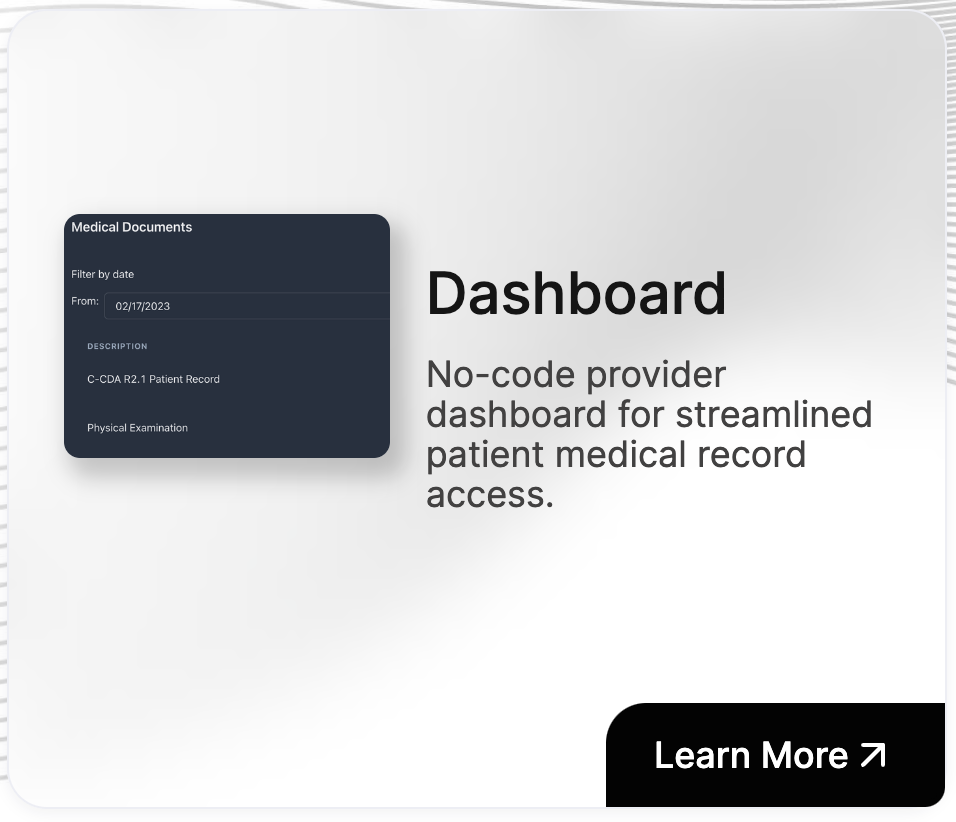 Medical Documents
Filter by date
From: 02/17/2023
DESCRIPTION
C-CDA R2.1 Patient Record
Physical Examination
Dashboard
No-code provider
dashboard for streamlined
patient medical record
access.
Learn More